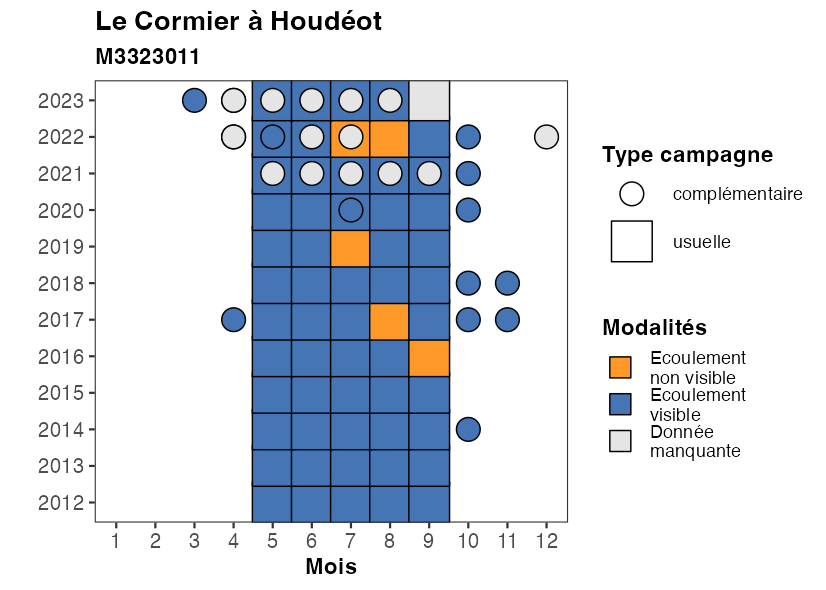 Le Cormier à Houdéot
M3323011
2023
2022
2021
2020
2019
2018
2017
2016
2015
2014
2013
2012
1 2 3 4 5 6 7 8 9 10 11 12
Mois
Type campagne
complémentaire
usuelle
Modalités
Ecoulement
non visible
Ecoulement
visible
Donnée
manquante